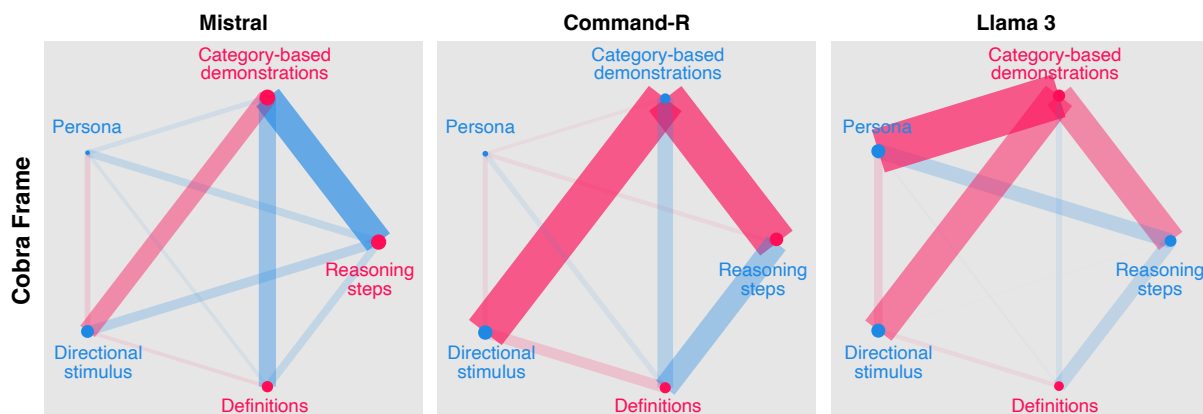 Mistral
Command-R
Llama 3
Cobra Frame
Category-based
demonstrations
Persona
Reasoning
steps
Directional
stimulus
Definitions
Category-based
demonstrations
Persona
Reasoning
steps
Directional
stimulus
Definitions
Category-based
demonstrations
Persona
Reasoning
steps
Directional
stimulus
Definitions